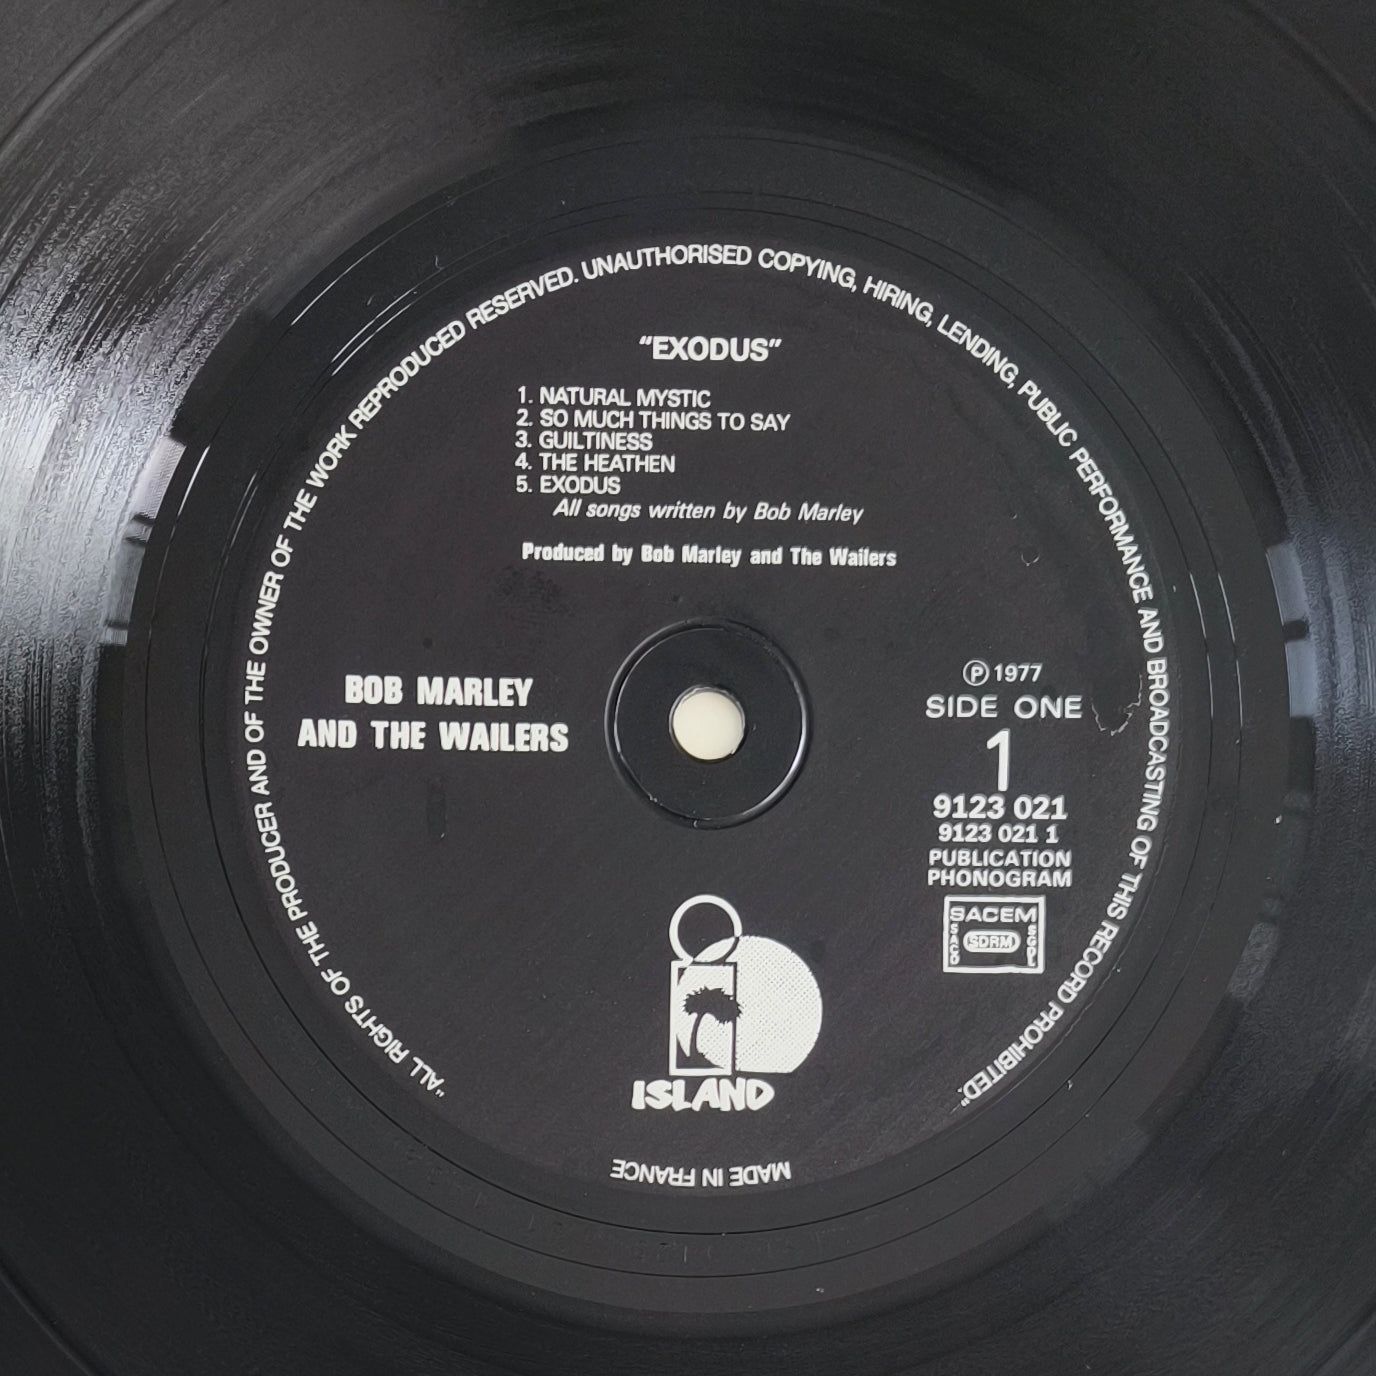 "ALL RIGHTS OF THE PRODUCER AND OF THE OWNER OF THE WORK REPRODUCED RESERVED. UNAUTHORISED COPYING, HIRING, LENDING, PUBLIC PERFORMANCE AND BROADCASTING OF THIS RECORD PROHIBITED."
"EXODUS"
1. NATURAL MYSTIC
2. SO MUCH THINGS TO SAY
3. GUILTINESS
4. THE HEATHEN
5. EXODUS
All songs written by Bob Marley
Produced by Bob Marley and The Wailers
BOB MARLEY
AND THE WAILERS
Ⓟ 1977
SIDE ONE
1
9123 021
9123 021 1
PUBLICATION
PHONOGRAM
SACEM
SACD
SDRM
SGDL
ISLAND
MADE IN FRANCE